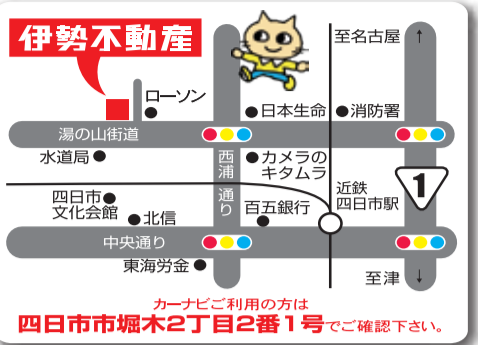 伊勢不動産
至名古屋
↑
ローソン
日本生命
消防署
湯の山街道
水道局
西浦通り
カメラの
キタムラ
1
四日市
文化会館
北信
百五銀行
近鉄
四日市駅
中央通り
東海労金
至津
↓
カーナビご利用の方は
四日市市堀木2丁目2番1号でご確認下さい。